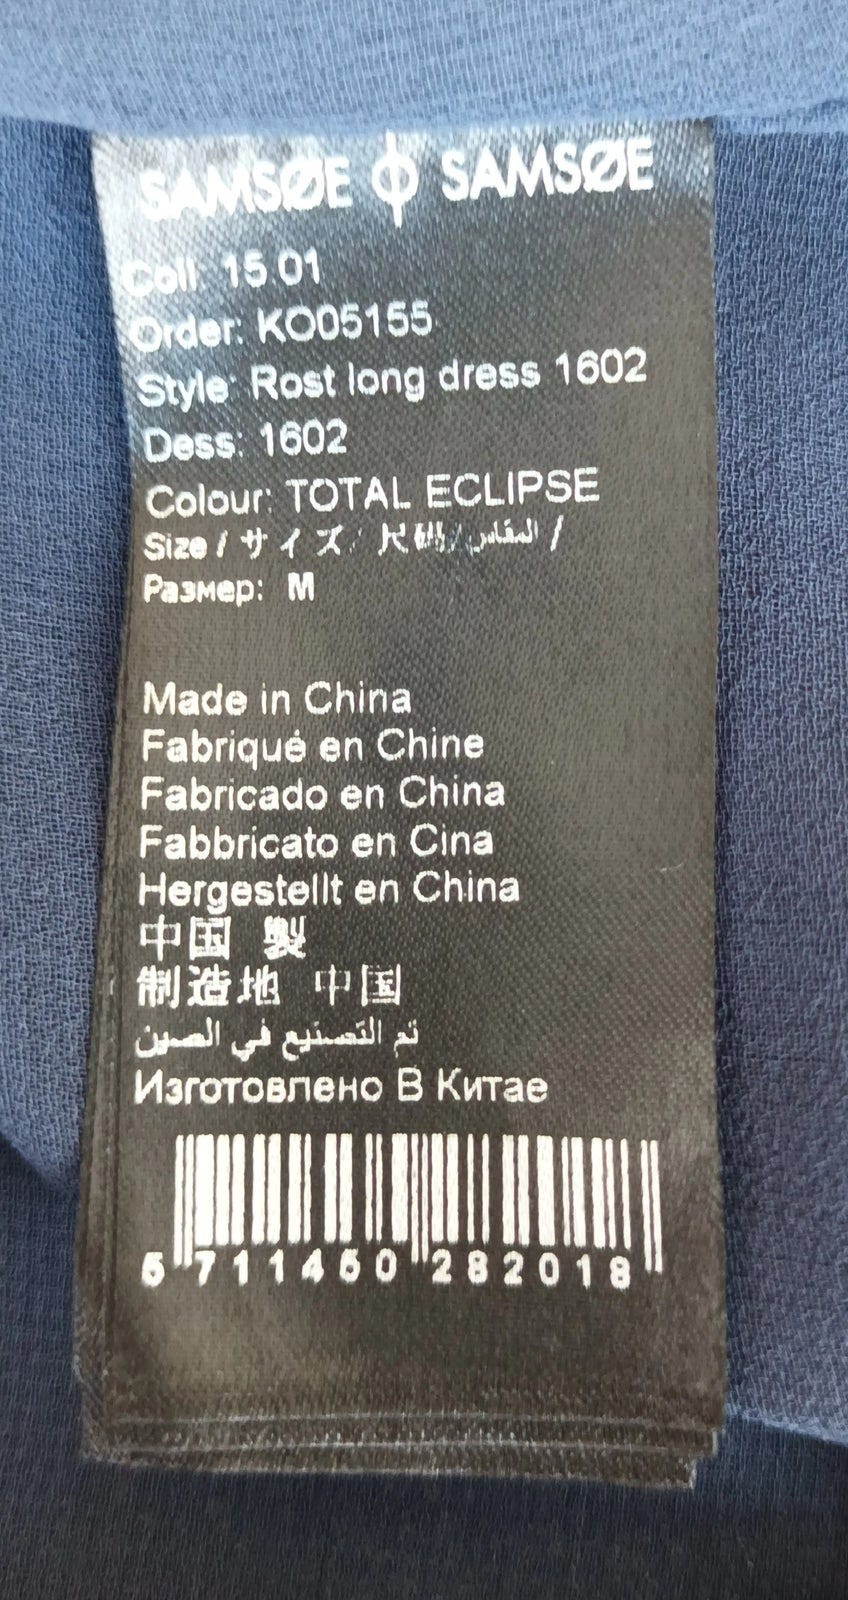 SAMSØE SAMSØE
Coll: 15.01
Order: KO05155
Style: Rost long dress 1602
Dess: 1602
Colour: TOTAL ECLIPSE
Size / サイズ/ 尺码/المقاس /
Размер: M
Made in China
Fabriqué en Chine
Fabricado en China
Fabbricato en Cina
Hergestellt en China
中国 製
制造地 中国
تم التصنيع في الصين
Изготовлено В Китае
5 711450 282018